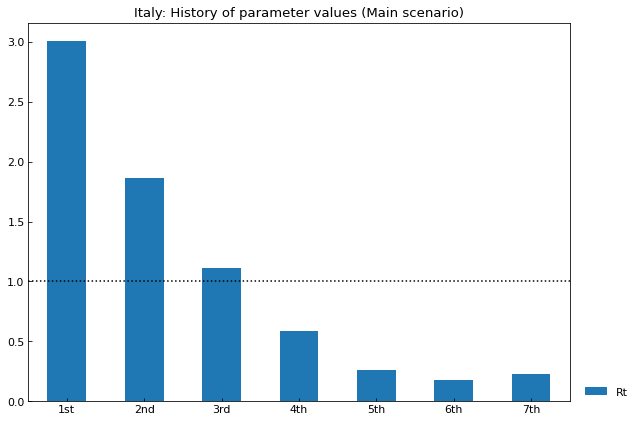 Italy: History of parameter values (Main scenario)
3.0
2.5
2.0
1.5
1.0
0.5
0.0
1st 2nd 3rd 4th 5th 6th 7th
Rt